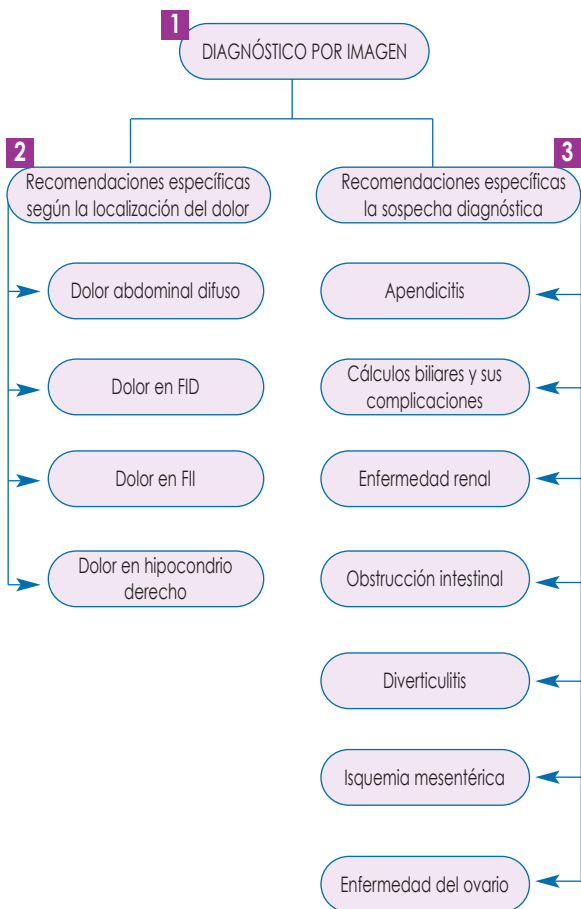 1
DIAGNÓSTICO POR IMAGEN
2
Recomendaciones específicas
según la localización del dolor
Dolor abdominal difuso
Dolor en FID
Dolor en FII
Dolor en hipocondrio
derecho
3
Recomendaciones específicas
la sospecha diagnóstica
Apendicitis
Cálculos biliares y sus
complicaciones
Enfermedad renal
Obstrucción intestinal
Diverticulitis
Isquemia mesentérica
Enfermedad del ovario